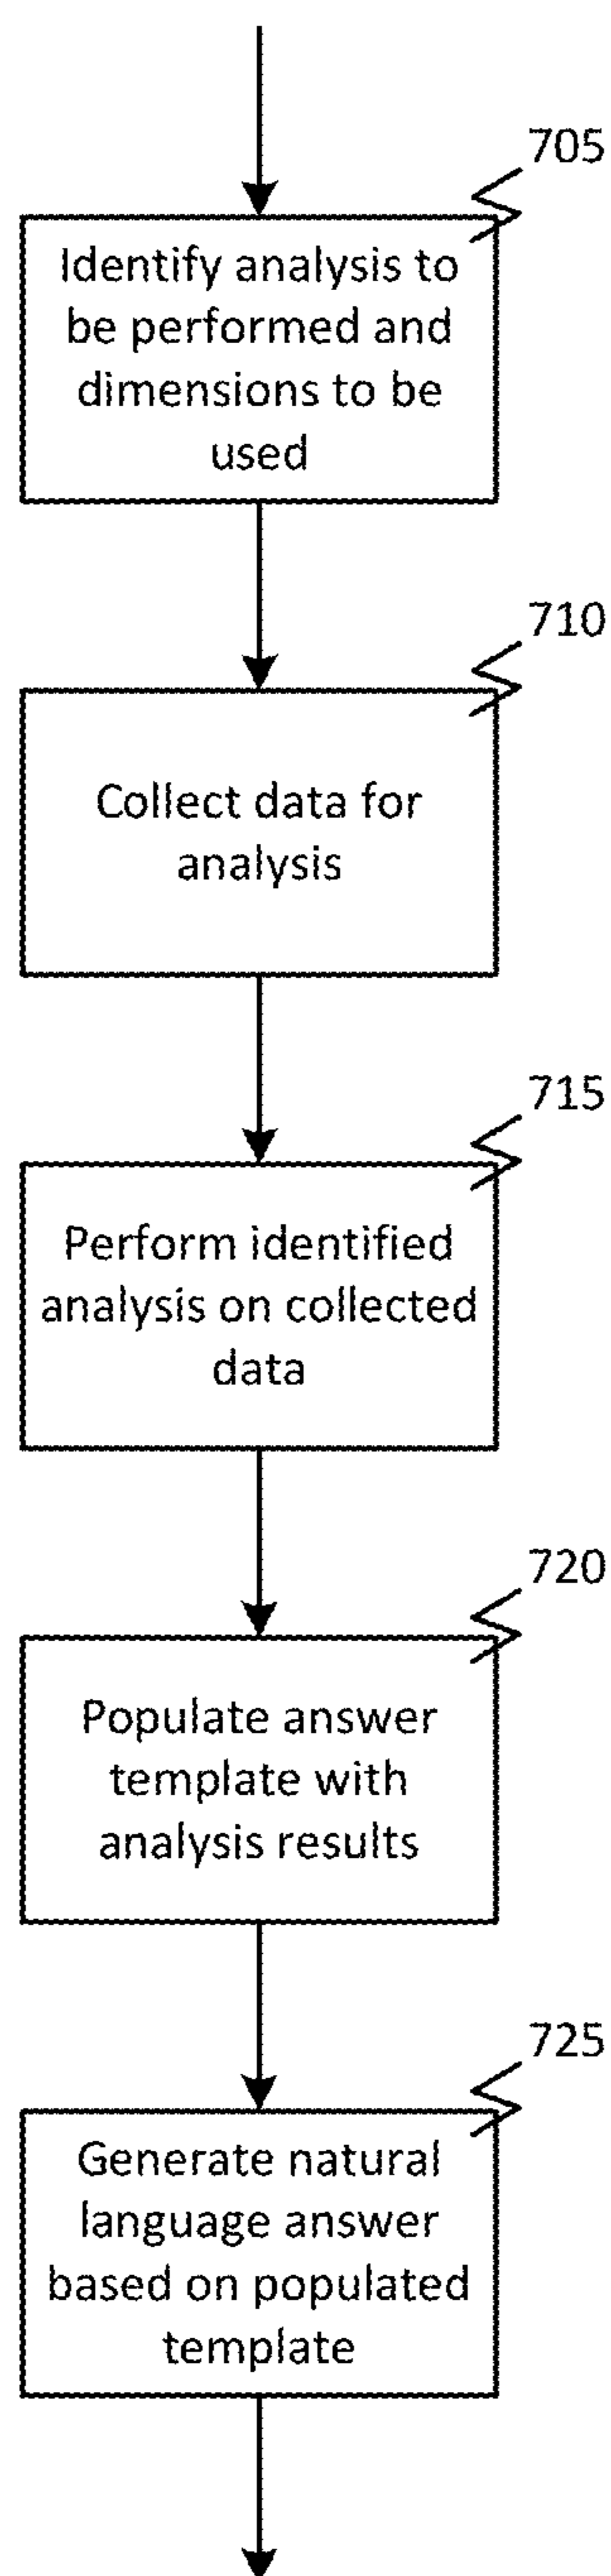 705
Identify analysis to
be performed and
dimensions to be
used
710
Collect data for
analysis
715
Perform identified
analysis on collected
data
720
Populate answer
template with
analysis results
725
Generate natural
language answer
based on populated
template